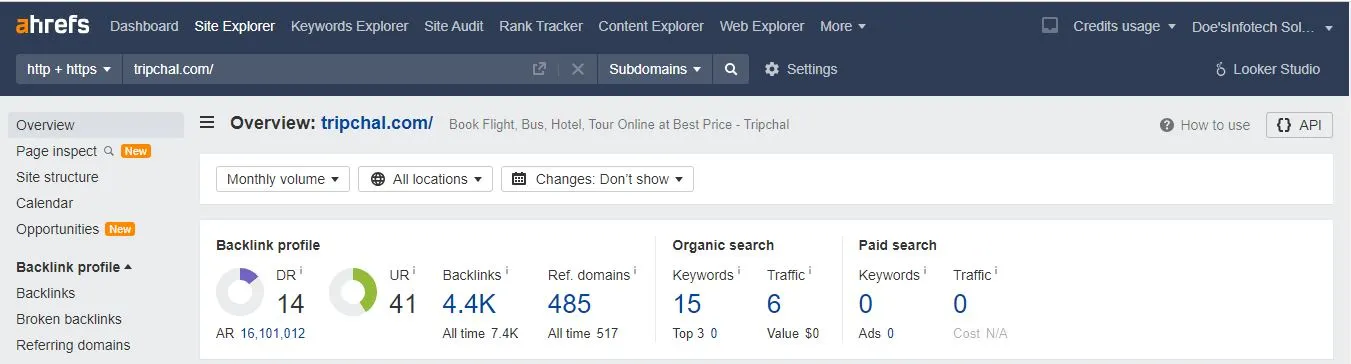 ahrefs Dashboard Site Explorer Keywords Explorer Site Audit Rank Tracker Content Explorer Web Explorer More Credits usage Doe'sInfotech Sol...
http + https tripchal.com/ Subdomains Settings Looker Studio
Overview
Page inspect New
Site structure
Calendar
Opportunities New
Backlink profile
Backlinks
Broken backlinks
Referring domains
Overview: tripchal.com/ Book Flight, Bus, Hotel, Tour Online at Best Price - Tripchal ? How to use {} API
Monthly volume All locations Changes: Don't show
Backlink profile
DR i UR i Backlinks i Ref. domains i
14 41 4.4K 485
AR 16,101,012 All time 7.4K All time 517
Organic search
Keywords i Traffic i
15 6
Top 3 0 Value $0
Paid search
Keywords i Traffic i
0 0
Ads 0 Cost N/A